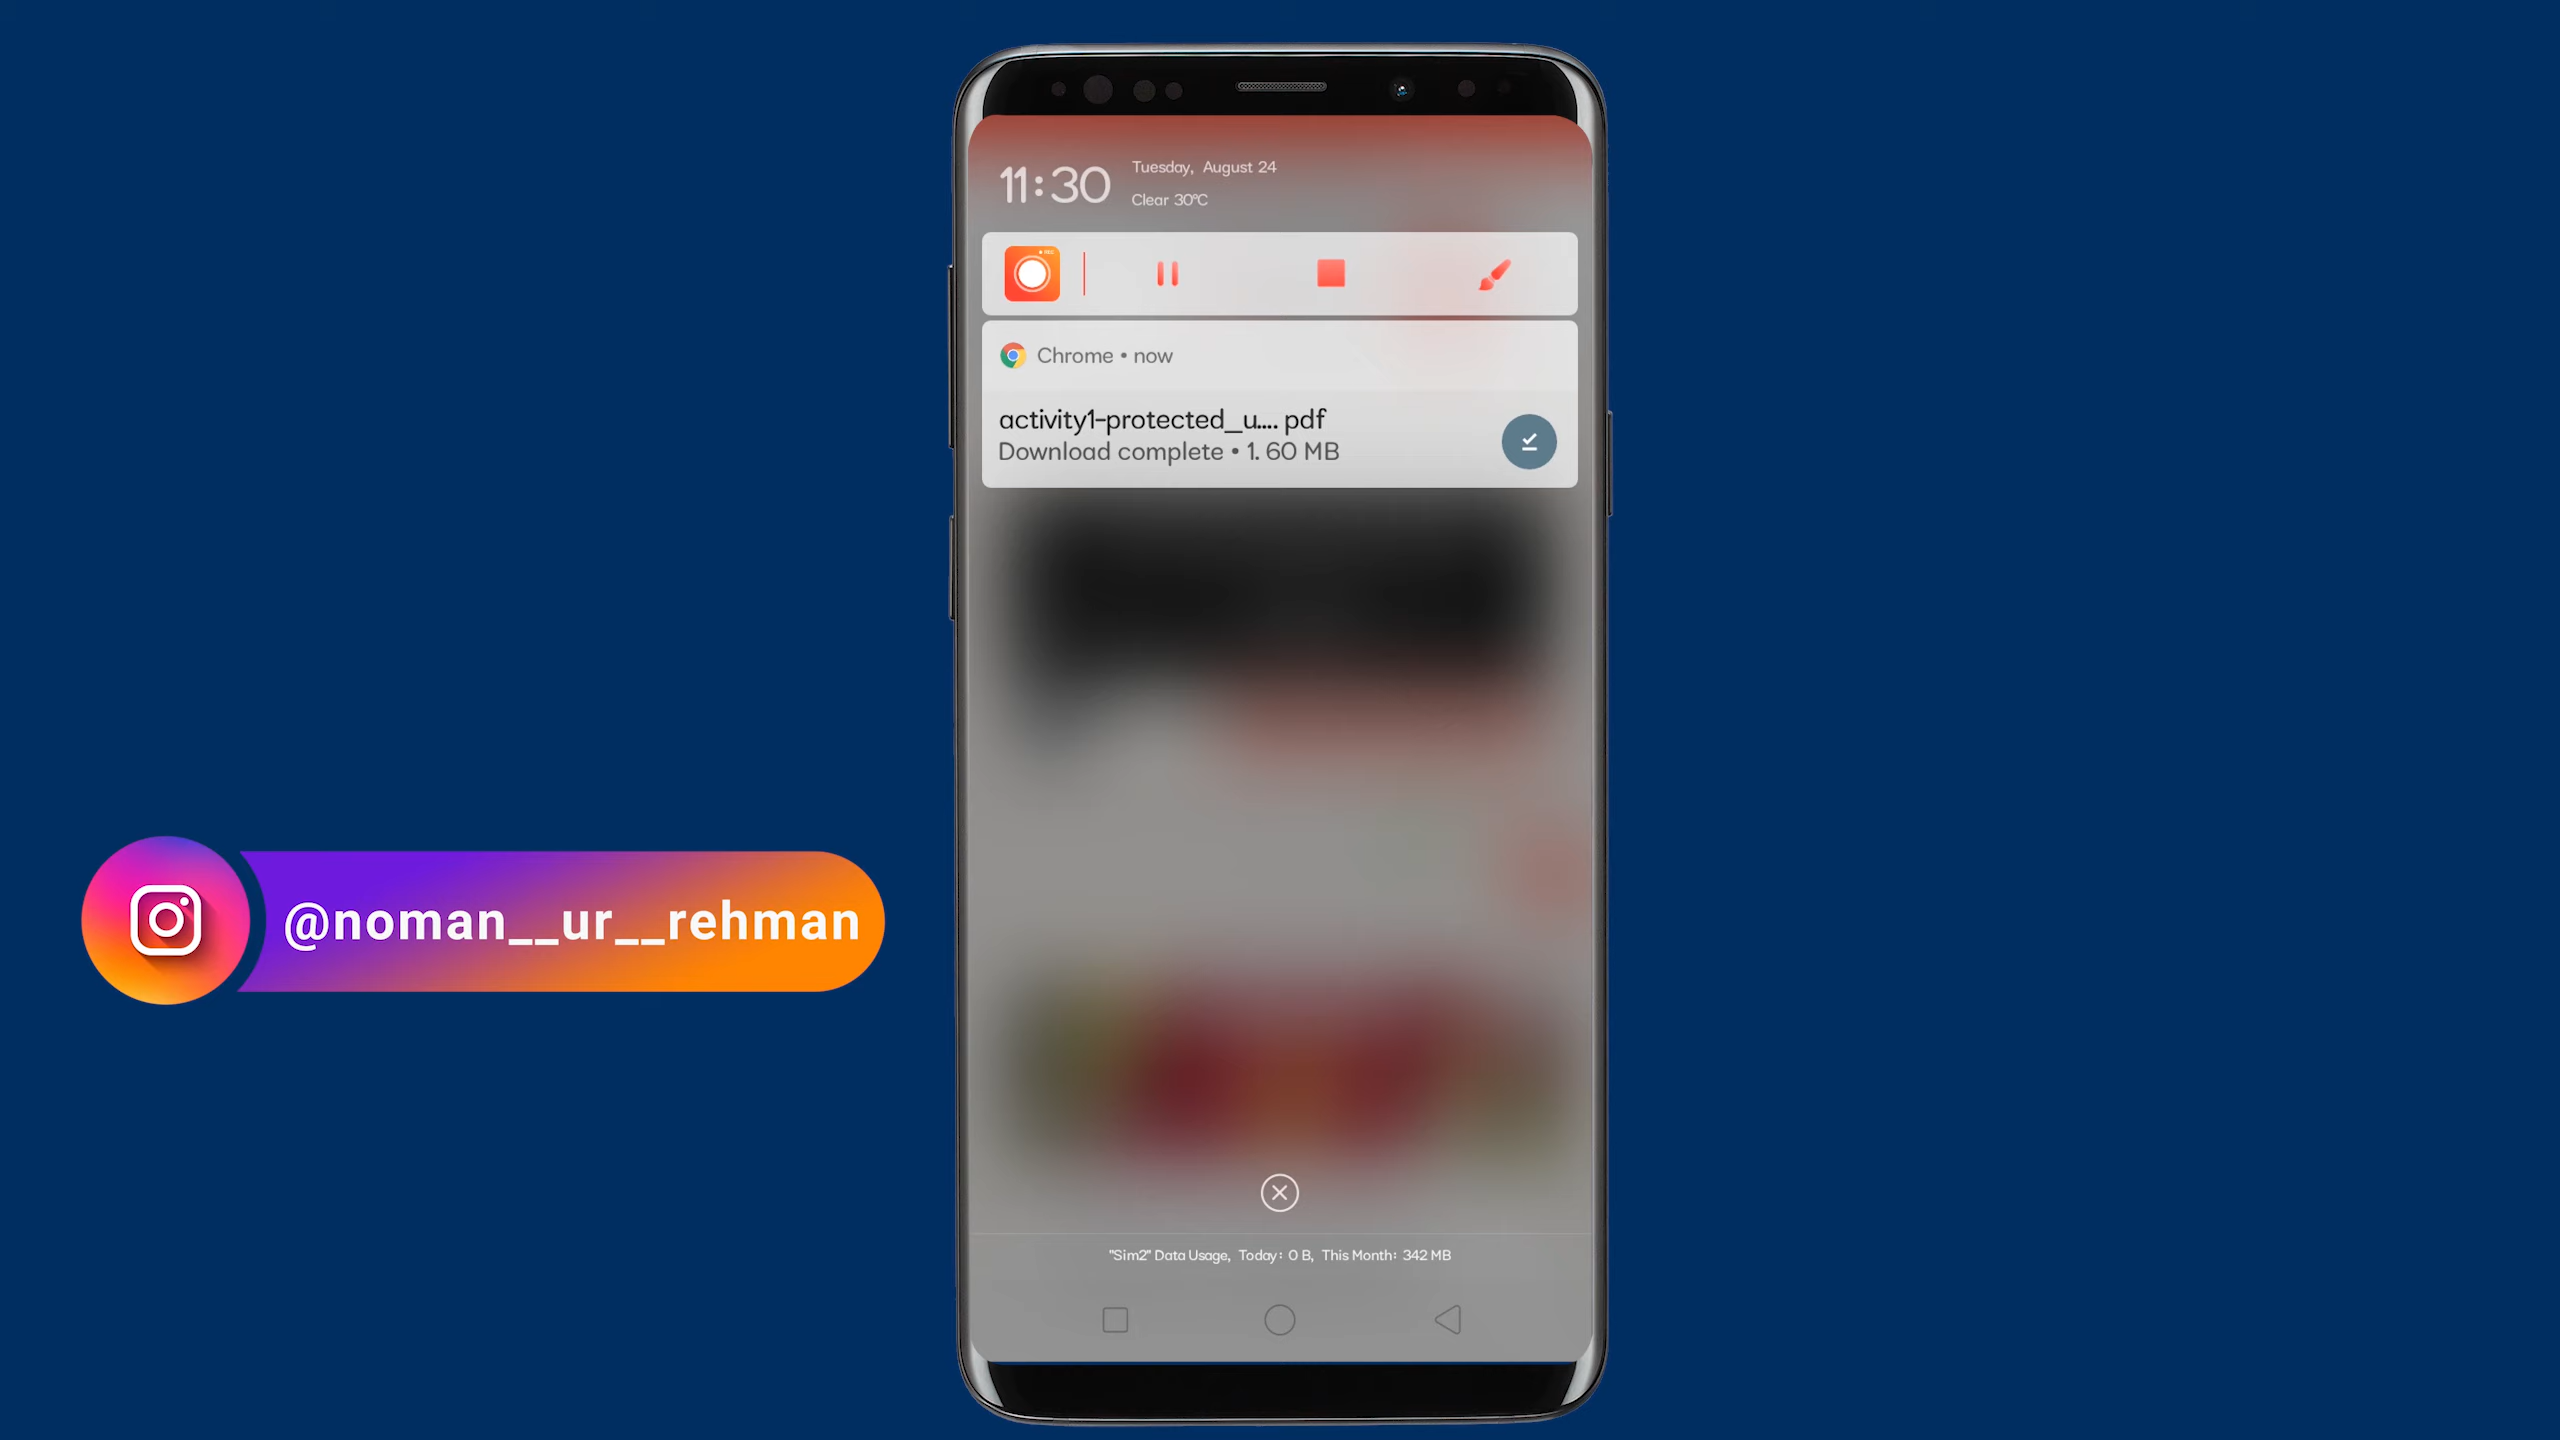 11:30
Tuesday, August 24
Clear 30°C
Chrome • now
activity1-protected_u.... pdf
Download complete • 1. 60 MB
@noman__ur__rehman
"Sim2" Data Usage, Today: 0 B, This Month: 342 MB